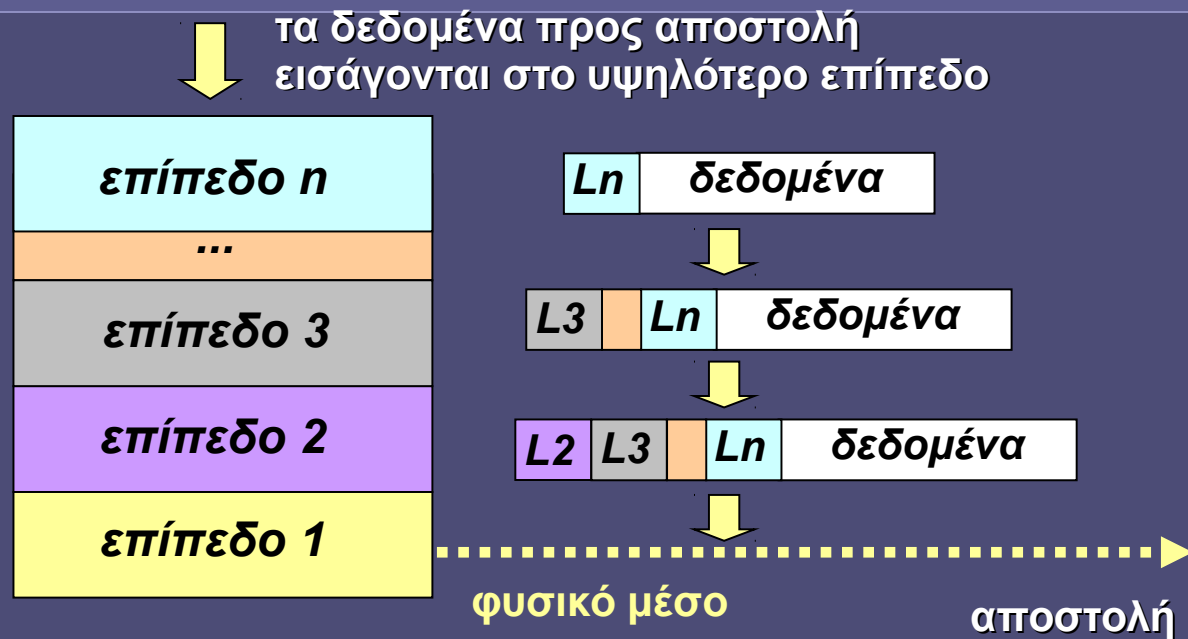 τα δεδομένα προς αποστολή
εισάγονται στο υψηλότερο επίπεδο
επίπεδο n
Ln δεδομένα
...
επίπεδο 3
L3 Ln δεδομένα
επίπεδο 2
L2 L3 Ln δεδομένα
επίπεδο 1
φυσικό μέσο
αποστολή